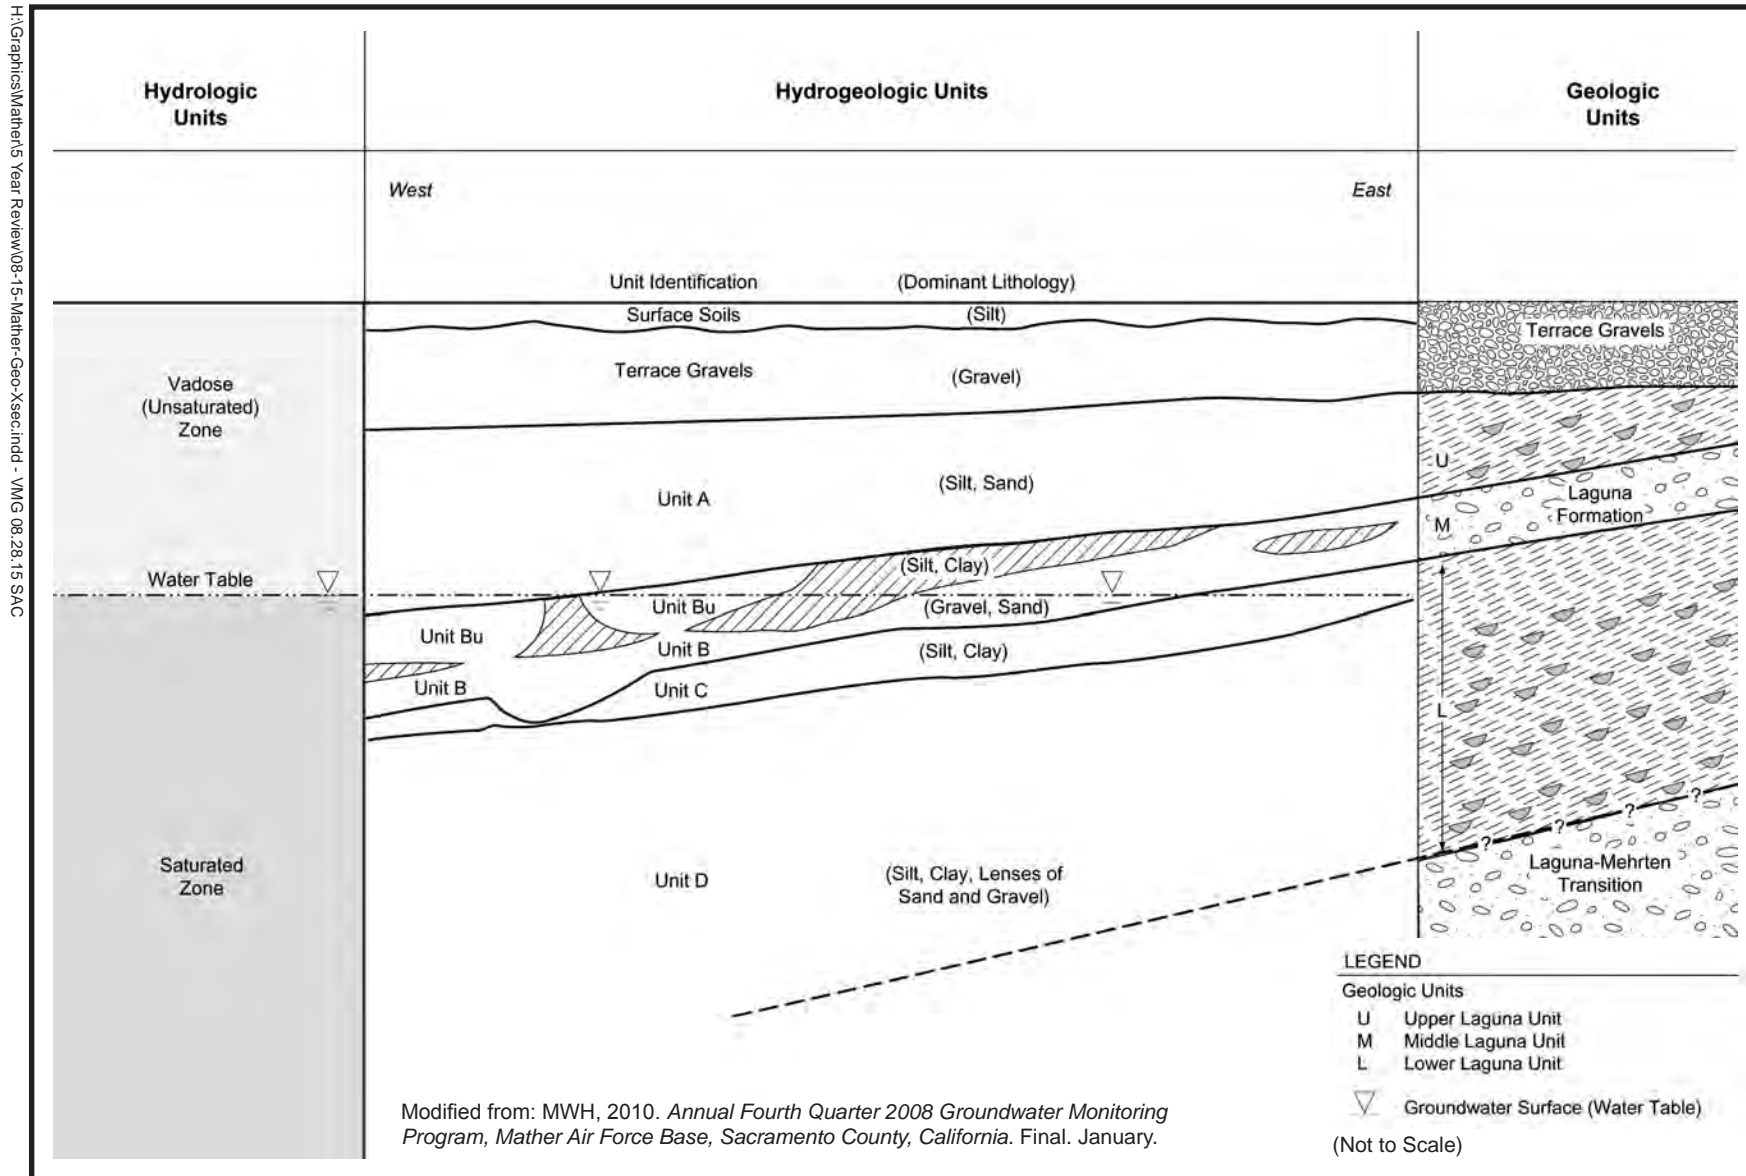 H:\Graphics\Mather\5 Year Review\08-15-Mather-Geo-Xsec.indd - VMG 08.28.15 SAC
Hydrologic
Units
Hydrogeologic Units
Geologic
Units
West
East
Unit Identification
(Dominant Lithology)
Surface Soils
(Silt)
Terrace Gravels
Terrace Gravels
(Gravel)
Vadose
(Unsaturated)
Zone
U
Unit A
(Silt, Sand)
Laguna
Formation
M
(Silt, Clay)
Water Table
Unit Bu
(Gravel, Sand)
Unit Bu
Unit B
(Silt, Clay)
Unit B
Unit C
L
? ? ? ?
Saturated
Zone
Unit D
(Silt, Clay, Lenses of
Sand and Gravel)
Laguna-Mehrten
Transition
LEGEND
Geologic Units
U Upper Laguna Unit
M Middle Laguna Unit
L Lower Laguna Unit
Groundwater Surface (Water Table)
(Not to Scale)
Modified from: MWH, 2010. Annual Fourth Quarter 2008 Groundwater Monitoring
Program, Mather Air Force Base, Sacramento County, California. Final. January.